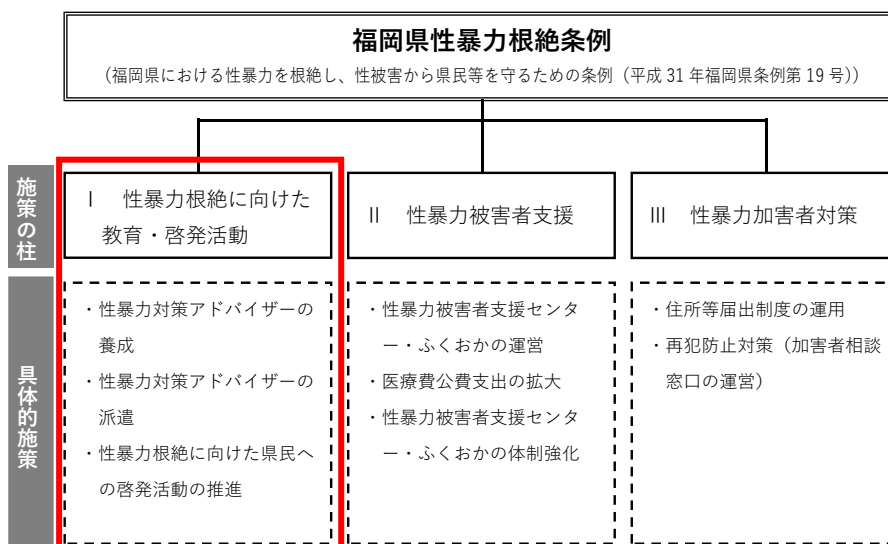 福岡県性暴力根絶条例
(福岡県における性暴力を根絶し、性被害から県民等を守るための条例(平成 31 年福岡県条例第 19 号))
施策の柱
Ⅰ 性暴力根絶に向けた
教育・啓発活動
Ⅱ 性暴力被害者支援
Ⅲ 性暴力加害者対策
具体的施策
・性暴力対策アドバイザーの
養成
・性暴力対策アドバイザーの
派遣
・性暴力根絶に向けた県民へ
の啓発活動の推進
・性暴力被害者支援センタ
ー・ふくおかの運営
・医療費公費支出の拡大
・性暴力被害者支援センタ
ー・ふくおかの体制強化
・住所等届出制度の運用
・再犯防止対策(加害者相談
窓口の運営)